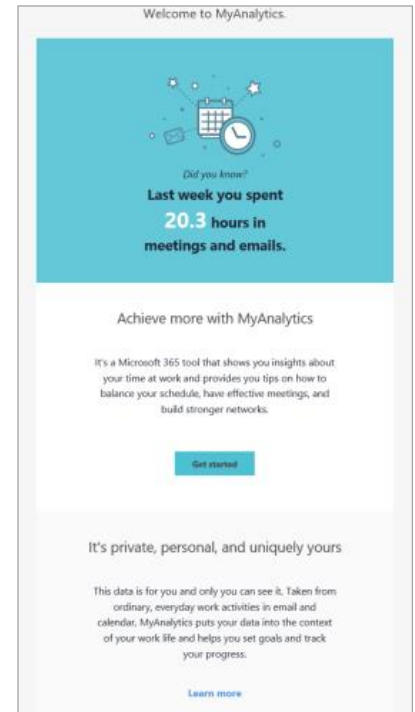 Welcome to MyAnalytics.
Did you know?
Last week you spent
20.3 hours in
meetings and emails.
Achieve more with MyAnalytics
It's a Microsoft 365 tool that shows you insights about
your time at work and provides you tips on how to
balance your schedule, have effective meetings, and
build stronger networks.
Get started
It's private, personal, and uniquely yours
This data is for you and only you can see it. Taken from
ordinary, everyday work activities in email and
calendar, MyAnalytics puts your data into the context
of your work life and helps you set goals and track
your progress.
Learn more